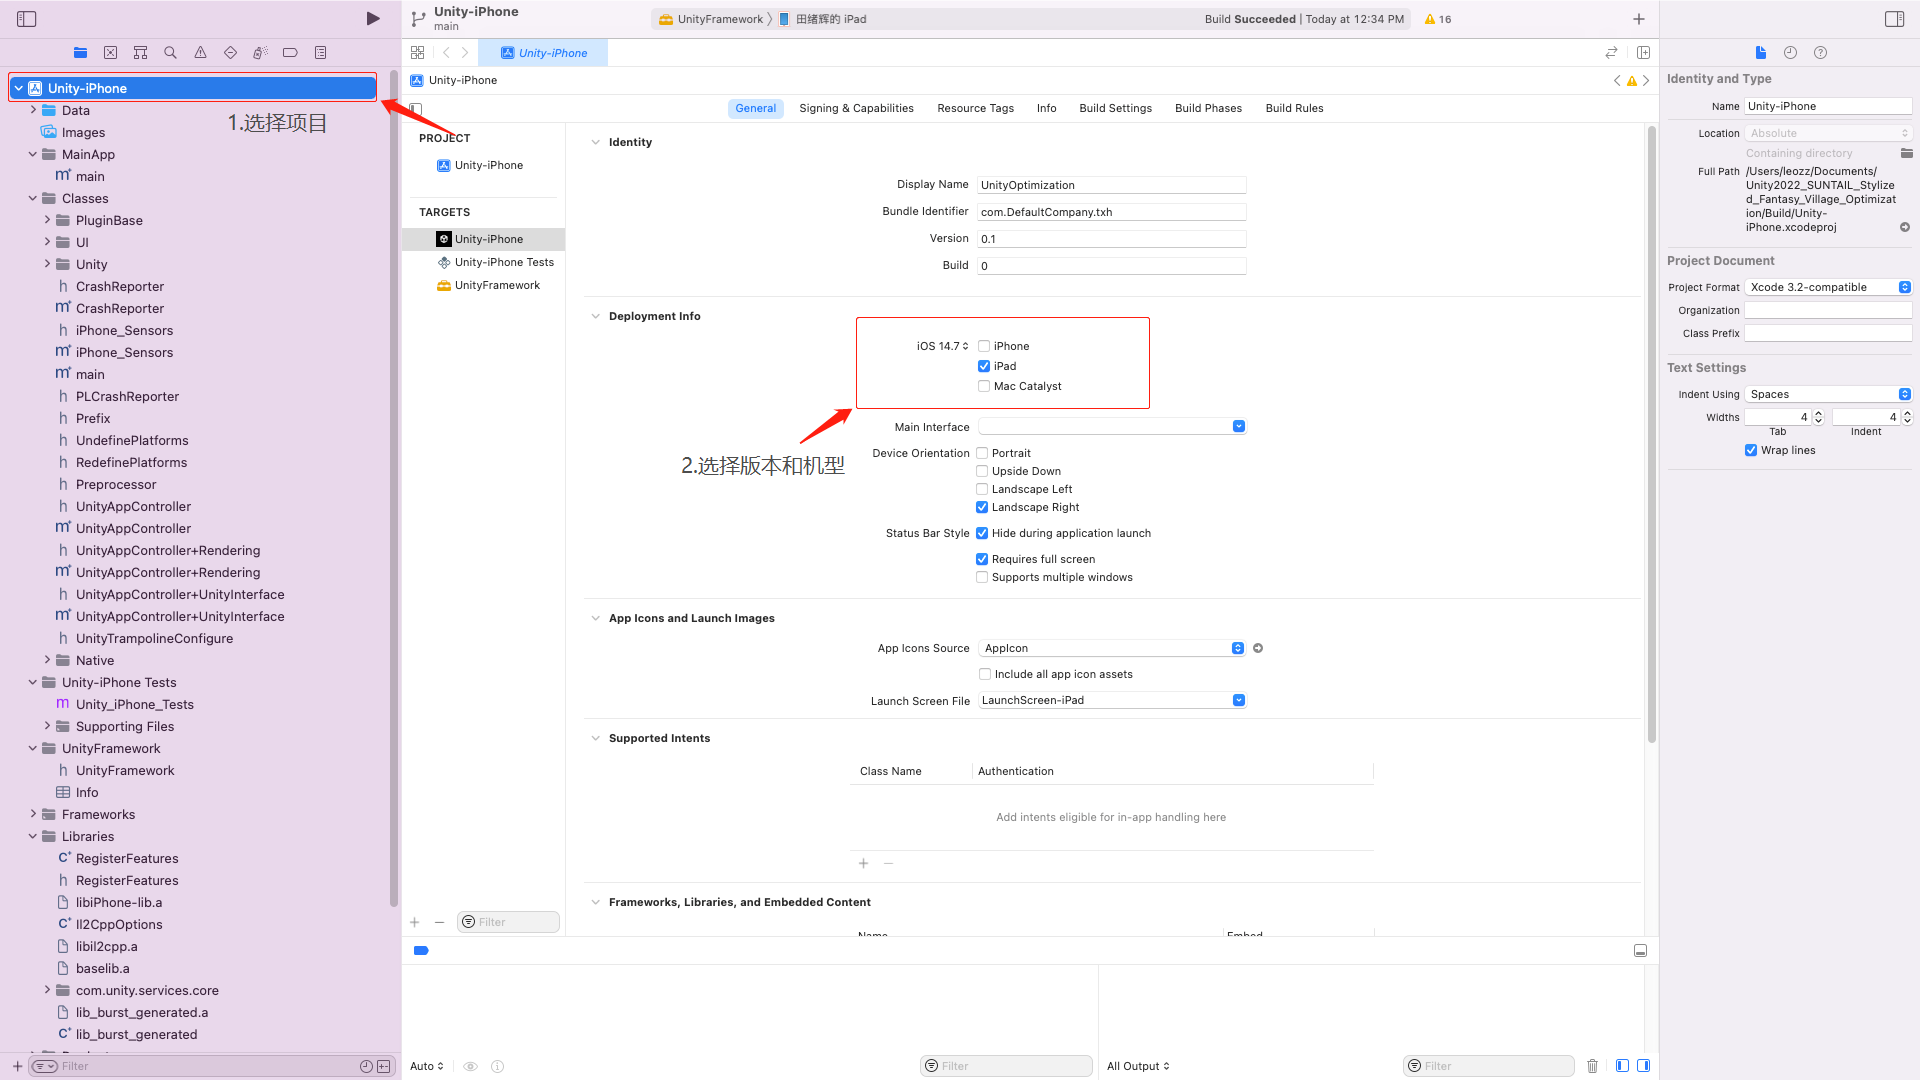 Unity-iPhone
main
UnityFramework
田绪辉的 iPad
Build Succeeded | Today at 12:34 PM
16
Unity-iPhone
Unity-iPhone
Data
Images
MainApp
main
Classes
PluginBase
UI
Unity
CrashReporter
CrashReporter
iPhone_Sensors
iPhone_Sensors
main
PLCrashReporter
Prefix
UndefinePlatforms
RedefinePlatforms
Preprocessor
UnityAppController
UnityAppController
UnityAppController+Rendering
UnityAppController+Rendering
UnityAppController+UnityInterface
UnityAppController+UnityInterface
UnityTrampolineConfigure
Native
Unity-iPhone Tests
Unity_iPhone_Tests
Supporting Files
UnityFramework
UnityFramework
Info
Frameworks
Libraries
RegisterFeatures
RegisterFeatures
libiPhone-lib.a
Il2CppOptions
libil2cpp.a
baselib.a
com.unity.services.core
lib_burst_generated.a
lib_burst_generated
Filter
1.选择项目
Unity-iPhone
General
Signing & Capabilities
Resource Tags
Info
Build Settings
Build Phases
Build Rules
PROJECT
Unity-iPhone
TARGETS
Unity-iPhone
Unity-iPhone Tests
UnityFramework
Filter
Identity
Display Name UnityOptimization
Bundle Identifier com.DefaultCompany.txh
Version 0.1
Build 0
Deployment Info
iOS 14.7 iPhone
iPad
Mac Catalyst
2.选择版本和机型
Main Interface
Device Orientation Portrait
Upside Down
Landscape Left
Landscape Right
Status Bar Style Hide during application launch
Requires full screen
Supports multiple windows
App Icons and Launch Images
App Icons Source AppIcon
Include all app icon assets
Launch Screen File LaunchScreen-iPad
Supported Intents
Class Name Authentication
Add intents eligible for in-app handling here
Frameworks, Libraries, and Embedded Content
Name Embed
Auto
Filter
All Output
Filter
Identity and Type
Name Unity-iPhone
Location Absolute
Containing directory
Full Path /Users/leozz/Documents/
Unity2022_SUNTAIL_Stylize
d_Fantasy_Village_Optimizat
ion/Build/Unity-
iPhone.xcodeproj
Project Document
Project Format Xcode 3.2-compatible
Organization
Class Prefix
Text Settings
Indent Using Spaces
Widths 4 4
Tab Indent
Wrap lines